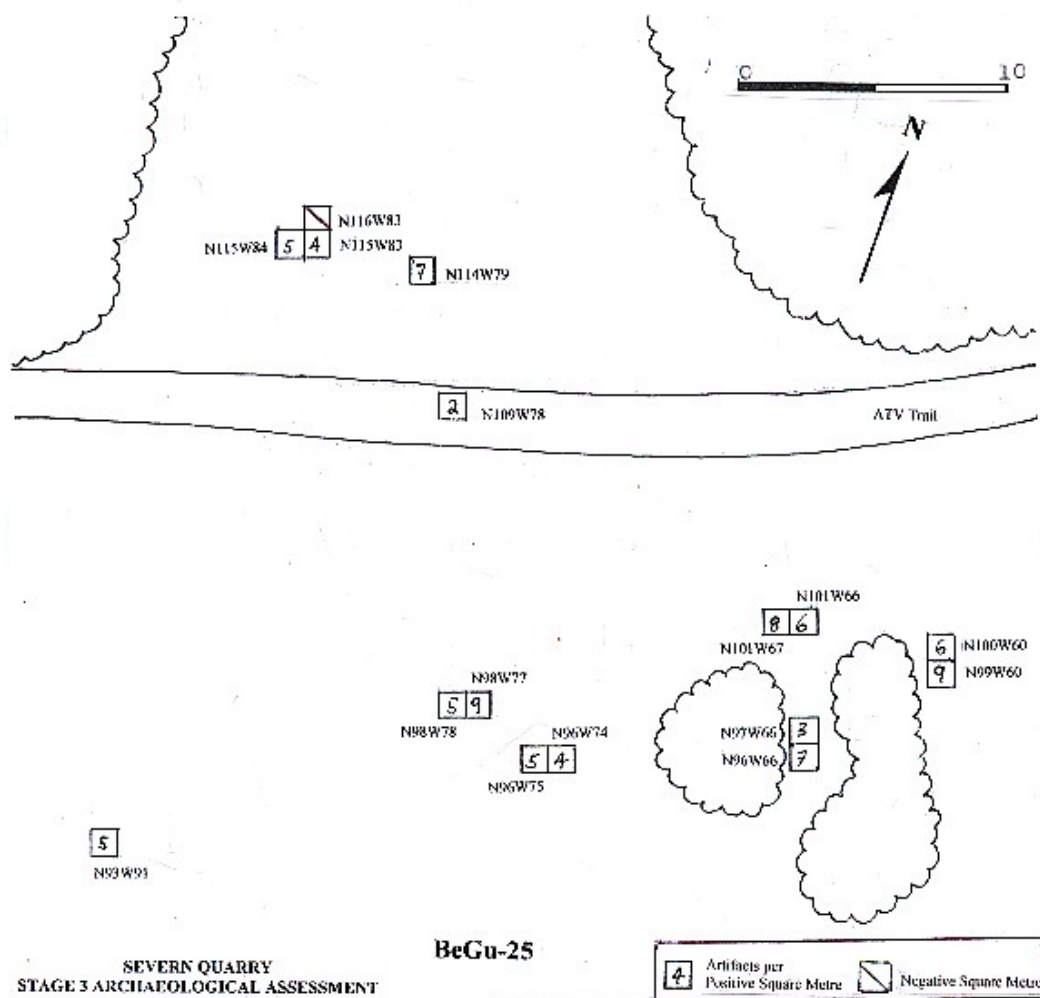 0 10
N
N116W83
N115W84 5 4 N115W83
7 N114W79
2 N109W78
ATV Trail
N101W66
8 6
N101W67
6 N100W60
9 N99W60
N98W77
5 9
N98W78
N96W74
5 4
N96W75
N97W66 3
N96W66 7
5
N93W91
BeGu-25
SEVERN QUARRY
STAGE 3 ARCHAEOLOGICAL ASSESSMENT
4 Artifacts per
Positive Square Metre
Negative Square Metre